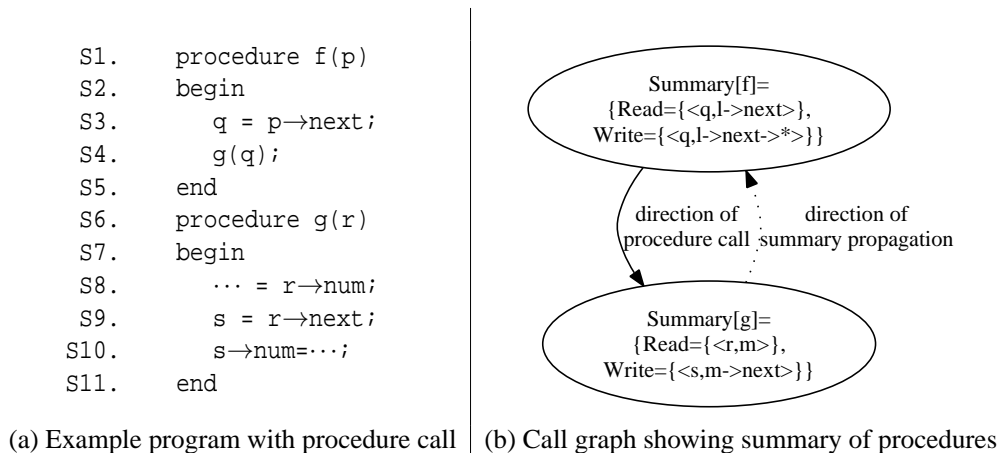 S1. procedure f(p)
S2. begin
S3. q = p→next;
S4. g(q);
S5. end
S6. procedure g(r)
S7. begin
S8. ··· = r→num;
S9. s = r→next;
S10. s→num=···;
S11. end
(a) Example program with procedure call
Summary[f]=
{Read={<q,l->next>},
Write={<q,l->next->*>}}
direction of
procedure call
direction of
summary propagation
Summary[g]=
{Read={<r,m>},
Write={<s,m->next>}}
(b) Call graph showing summary of procedures